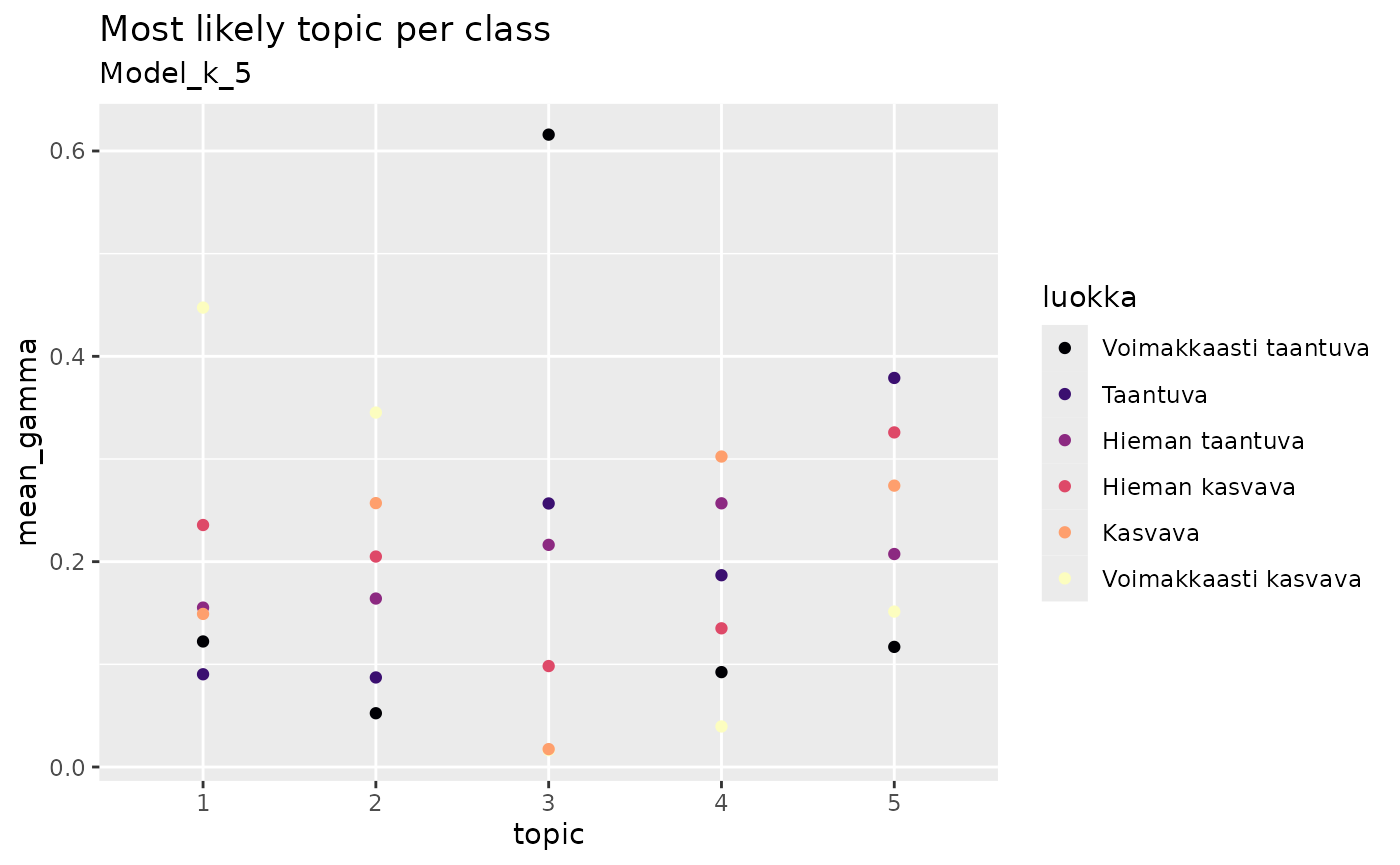 Most likely topic per class
Model_k_5
mean_gamma
0.6
0.4
0.2
0.0
1 2 3 4 5
topic
luokka
Voimakkaasti taantuva
Taantuva
Hieman taantuva
Hieman kasvava
Kasvava
Voimakkaasti kasvava